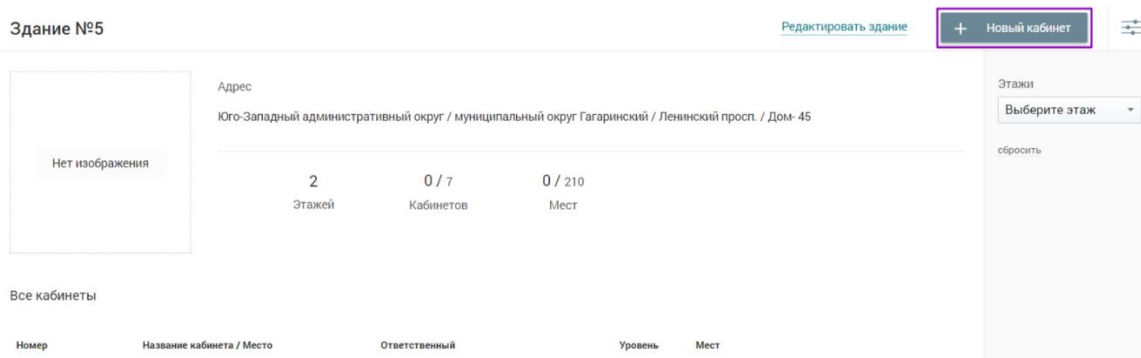 Здание №5
Редактировать здание
+ Новый кабинет
Нет изображения
Адрес
Юго-Западный административный округ / муниципальный округ Гагаринский / Ленинский просп. / Дом- 45
2
Этажей
0 / 7
Кабинетов
0 / 210
Мест
Этажи
Выберите этаж
сбросить
Все кабинеты
Номер Название кабинета / Место Ответственный Уровень Мест